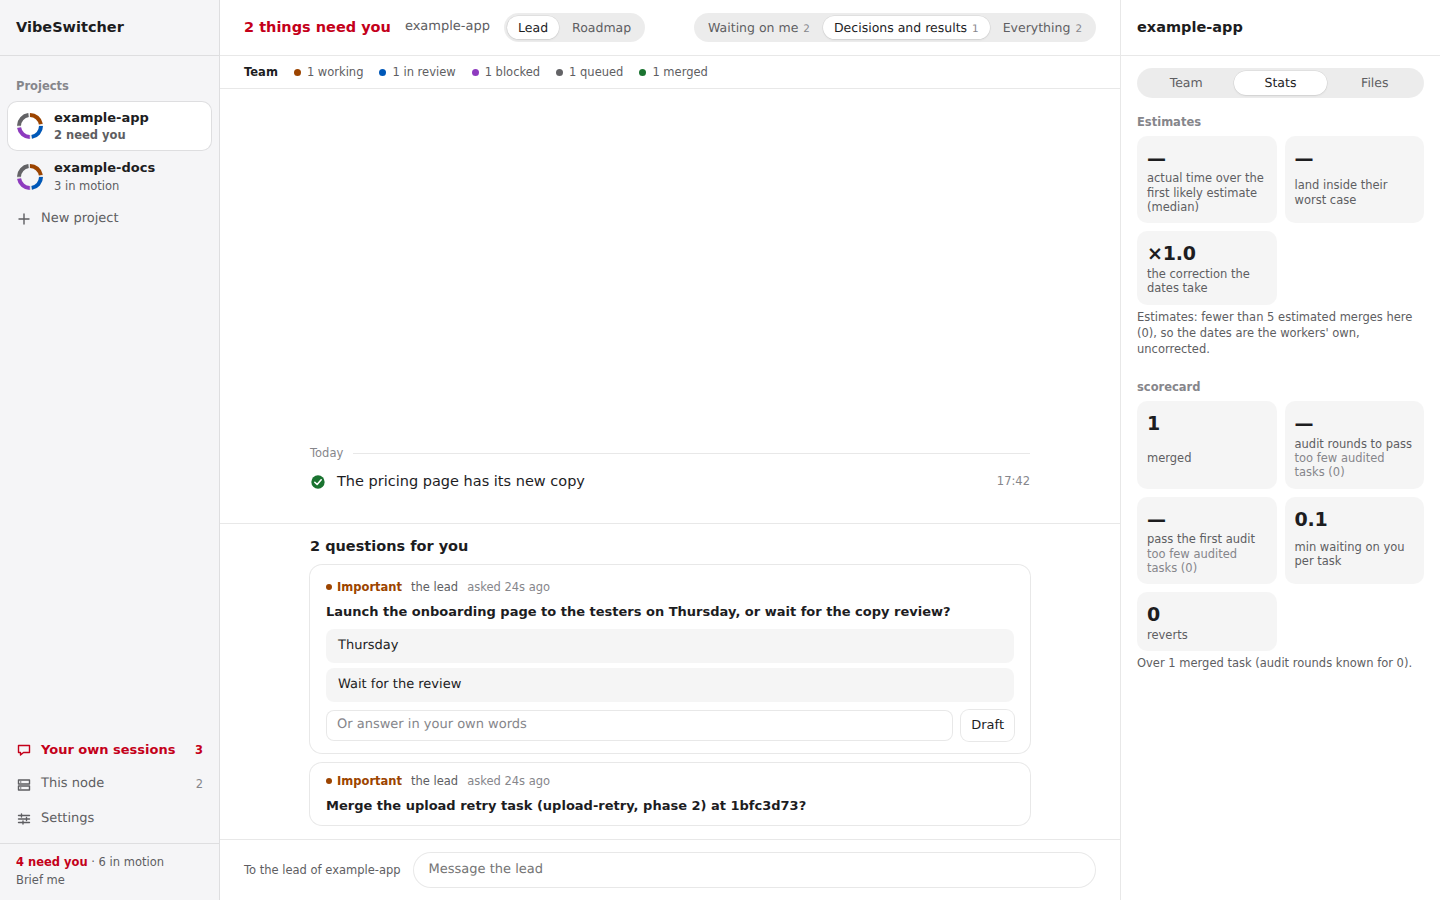 VibeSwitcher
Projects
example-app
2 need you
example-docs
3 in motion
New project
Your own sessions 3
This node 2
Settings
4 need you · 6 in motion
Brief me
2 things need you example-app Lead Roadmap Waiting on me 2 Decisions and results 1 Everything 2
Team 1 working 1 in review 1 blocked 1 queued 1 merged
Today
The pricing page has its new copy 17:42
2 questions for you
Important the lead asked 24s ago
Launch the onboarding page to the testers on Thursday, or wait for the copy review?
Thursday
Wait for the review
Or answer in your own words Draft
Important the lead asked 24s ago
Merge the upload retry task (upload-retry, phase 2) at 1bfc3d73?
To the lead of example-app Message the lead
example-app
Team Stats Files
Estimates
—
actual time over the
first likely estimate
(median)
—
land inside their
worst case
×1.0
the correction the
dates take
Estimates: fewer than 5 estimated merges here
(0), so the dates are the workers' own,
uncorrected.
scorecard
1
merged
—
audit rounds to pass
too few audited
tasks (0)
—
pass the first audit
too few audited
tasks (0)
0.1
min waiting on you
per task
0
reverts
Over 1 merged task (audit rounds known for 0).